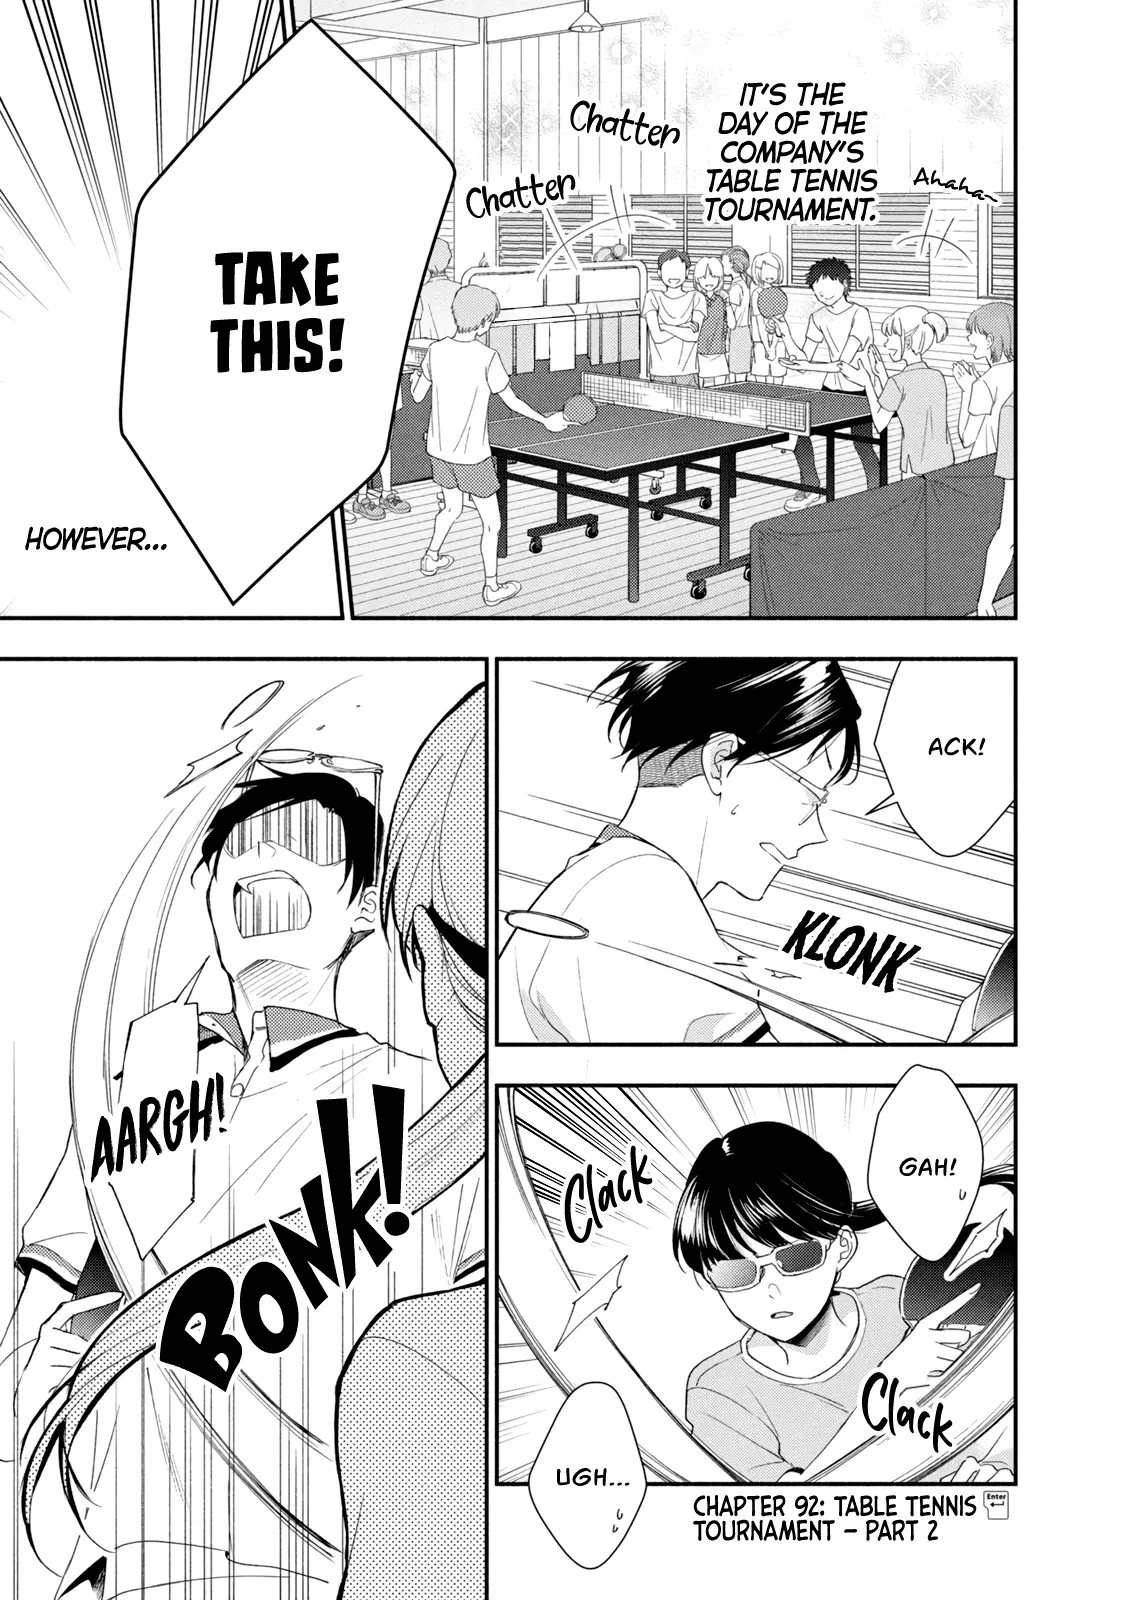 IT'S THE
DAY OF THE
COMPANY'S
TABLE TENNIS
TOURNAMENT.
Chatter
Chatter
Ahaha
TAKE
THIS!
HOWEVER...
ACK!
KLONK
GAH!
Clack
Clack
UGH...
AARGH!
BONK!
CHAPTER 92: TABLE TENNIS
Enter
TOURNAMENT – PART 2